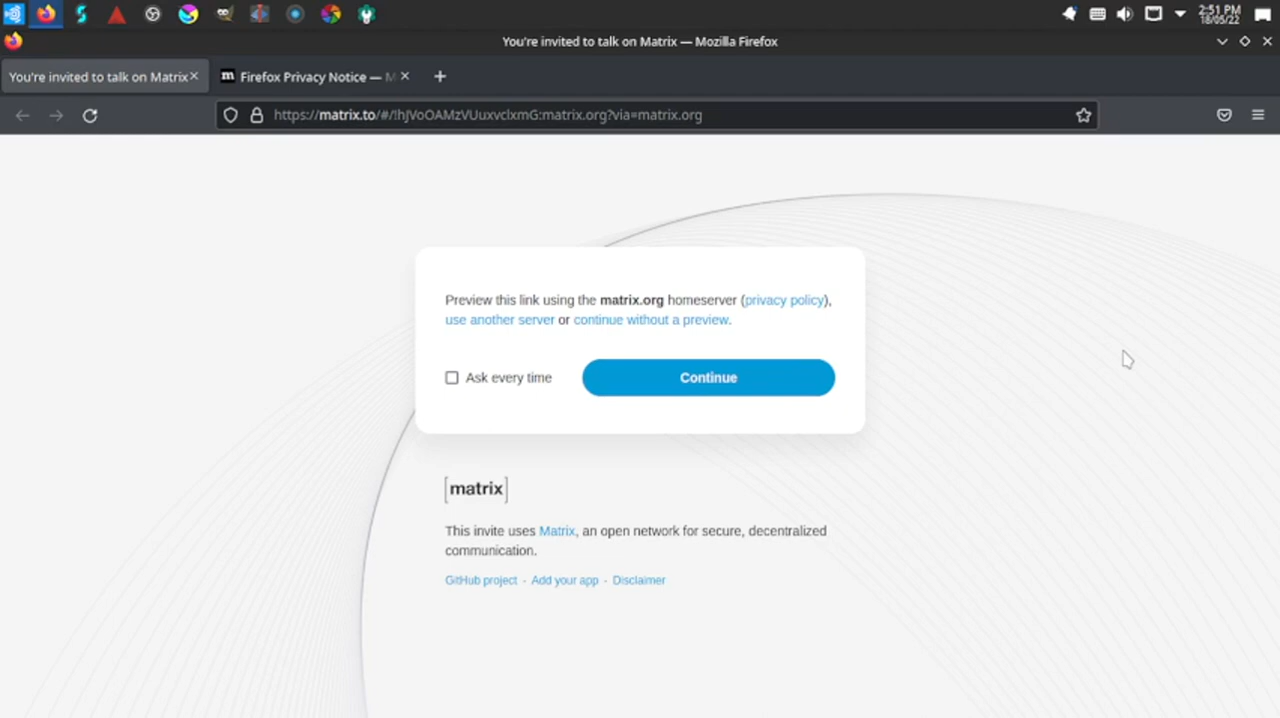 2:51 PM
18/05/22
You're invited to talk on Matrix — Mozilla Firefox
You're invited to talk on Matrix
Firefox Privacy Notice — M
https://matrix.to/#/!hJVoOAMzVUuxvclxmG:matrix.org?via=matrix.org
Preview this link using the matrix.org homeserver (privacy policy),
use another server or continue without a preview.
Ask every time
Continue
[matrix]
This invite uses Matrix, an open network for secure, decentralized
communication.
GitHub project · Add your app · Disclaimer